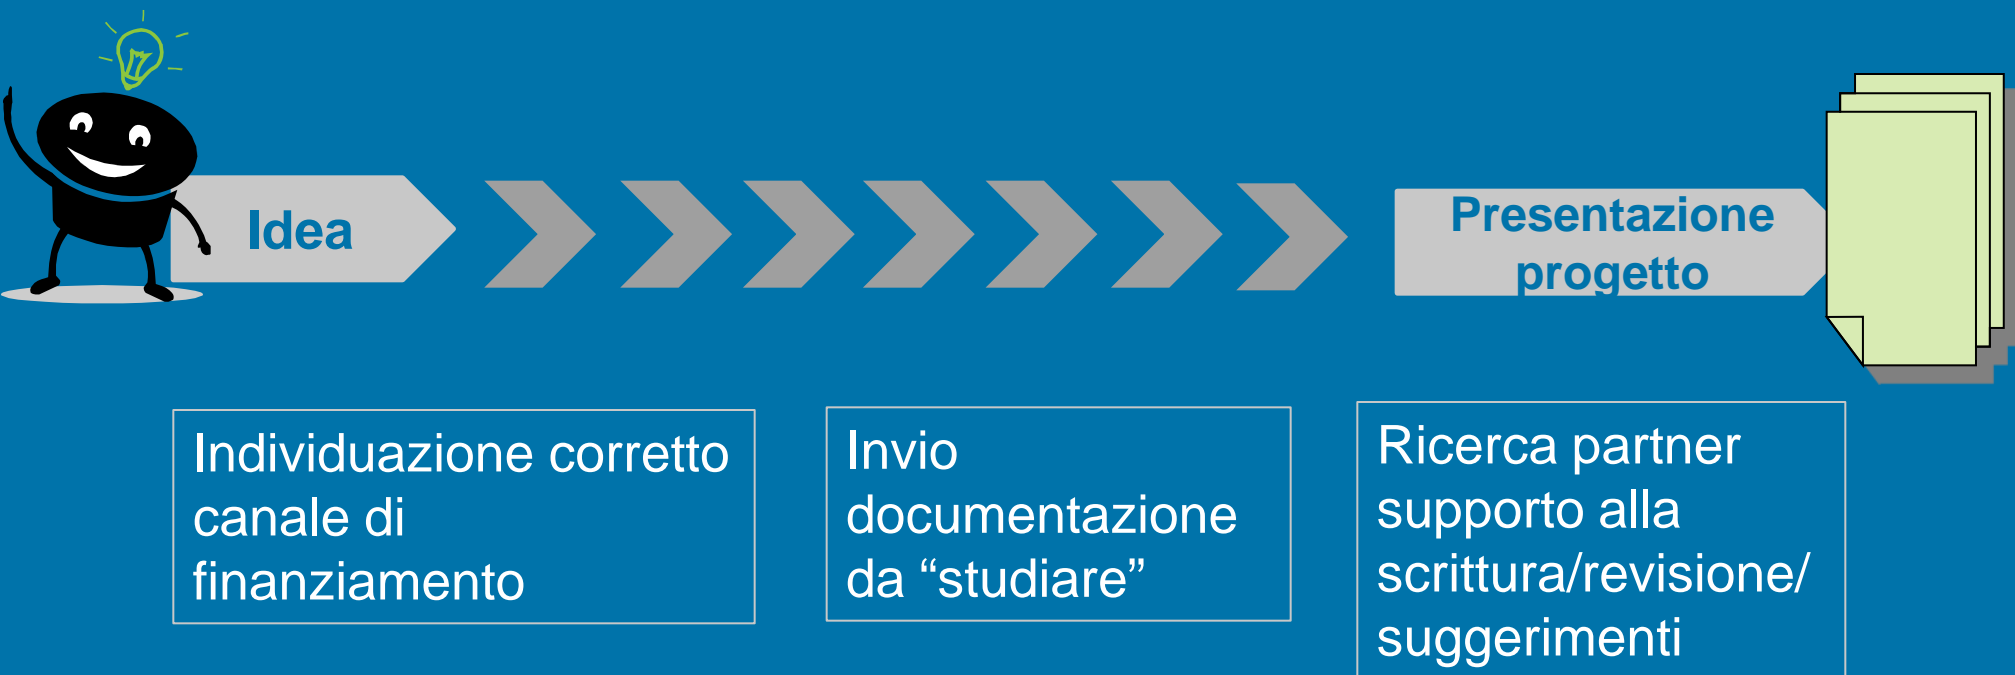 Idea
Presentazione
progetto
Individuazione corretto
canale di
finanziamento
Invio
documentazione
da “studiare”
Ricerca partner
supporto alla
scrittura/revisione/
suggerimenti